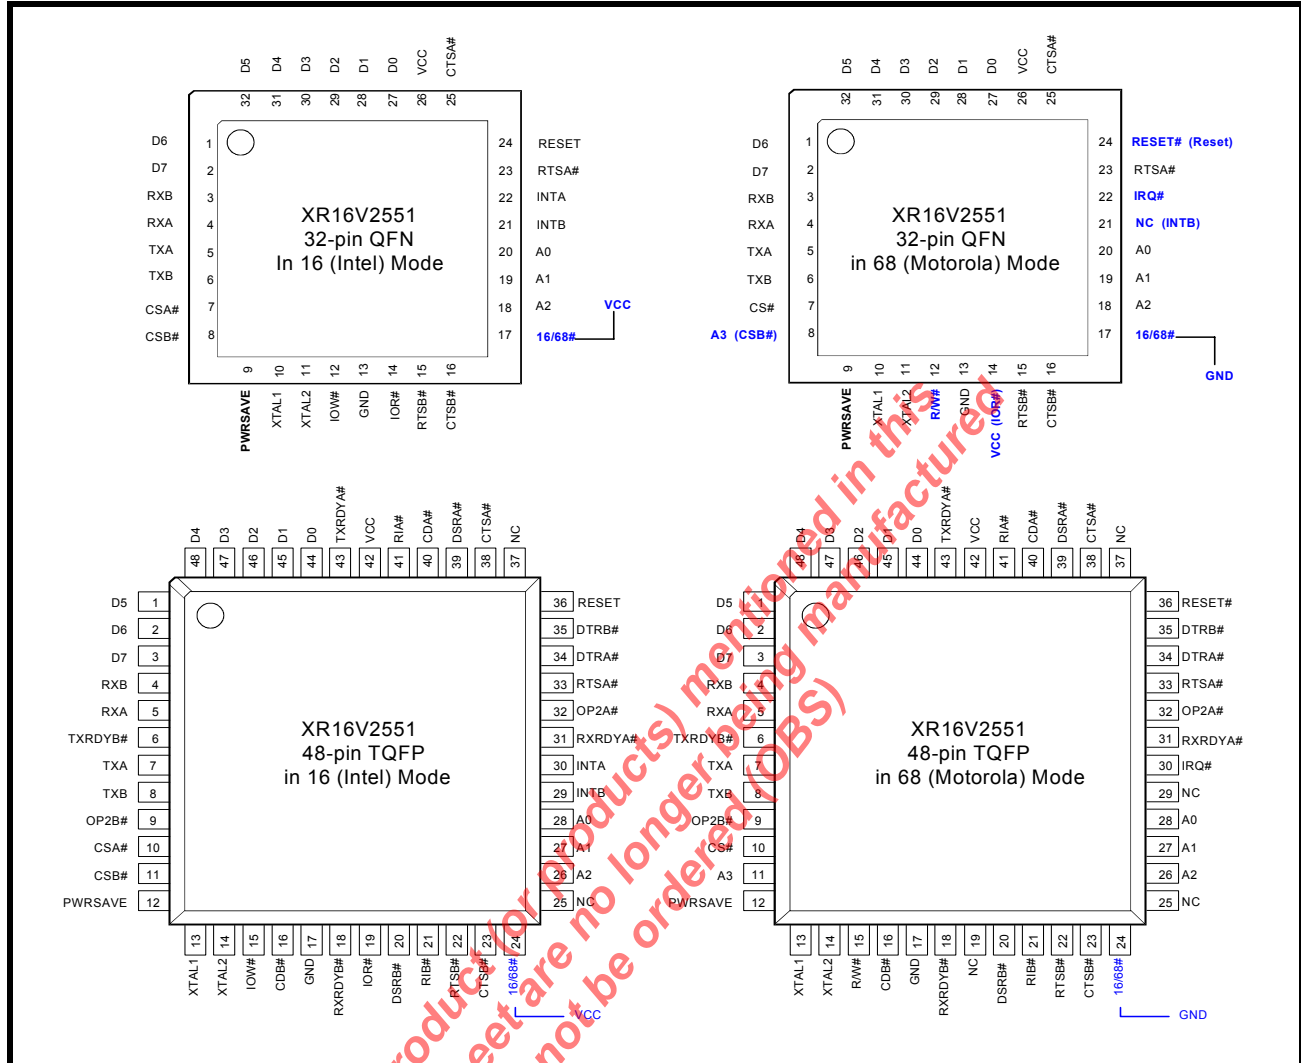 D5 D4 D3 D2 D1 D0 VCC CTSA#
32 31 30 29 28 27 26 25
D6 1 24 RESET
D7 2 23 RTSA#
RXB 3 22 INTA
RXA 4 21 INTB
TXA 5 20 A0
TXB 6 19 A1
CSA# 7 18 A2 VCC
CSB# 8 17 16/68#
XR16V2551
32-pin QFN
In 16 (Intel) Mode
9 10 11 12 13 14 15 16
PWRSAVE XTAL1 XTAL2 IOW# GND IOR# RTSB# CTSB#
D5 D4 D3 D2 D1 D0 VCC CTSA#
32 31 30 29 28 27 26 25
D6 1 24 RESET# (Reset)
D7 2 23 RTSA#
RXB 3 22 IRQ#
RXA 4 21 NC (INTB)
TXA 5 20 A0
TXB 6 19 A1
CS# 7 18 A2
A3 (CSB#) 8 17 16/68#
GND
XR16V2551
32-pin QFN
in 68 (Motorola) Mode
9 10 11 12 13 14 15 16
PWRSAVE XTAL1 XTAL2 R/W# GND VCC (IOR#) RTSB# CTSB#
D4 D3 D2 D1 D0 TXRDYA# VCC RIA# CDA# DSRA# CTSA# NC
48 47 46 45 44 43 42 41 40 39 38 37
D5 1 36 RESET
D6 2 35 DTRB#
D7 3 34 DTRA#
RXB 4 33 RTSA#
RXA 5 32 OP2A#
TXRDYB# 6 31 RXRDYA#
TXA 7 30 INTA
TXB 8 29 INTB
OP2B# 9 28 A0
CSA# 10 27 A1
CSB# 11 26 A2
PWRSAVE 12 25 NC
XR16V2551
48-pin TQFP
in 16 (Intel) Mode
13 14 15 16 17 18 19 20 21 22 23 24
XTAL1 XTAL2 IOW# CDB# GND RXRDYB# IOR# DSRB# RIB# RTSB# CTSB# 16/68#
VCC
D4 D3 D2 D1 D0 TXRDYA# VCC RIA# CDA# DSRA# CTSA# NC
48 47 46 45 44 43 42 41 40 39 38 37
D5 1 36 RESET#
D6 2 35 DTRB#
D7 3 34 DTRA#
RXB 4 33 RTSA#
RXA 5 32 OP2A#
TXRDYB# 6 31 RXRDYA#
TXA 7 30 IRQ#
TXB 8 29 NC
OP2B# 9 28 A0
CS# 10 27 A1
A3 11 26 A2
PWRSAVE 12 25 NC
XR16V2551
48-pin TQFP
in 68 (Motorola) Mode
13 14 15 16 17 18 19 20 21 22 23 24
XTAL1 XTAL2 R/W# CDB# GND RXRDYB# NC DSRB# RIB# RTSB# CTSB# 16/68#
GND
(or products) mentioned in this
are no longer being manufactured
not be ordered (OBS)